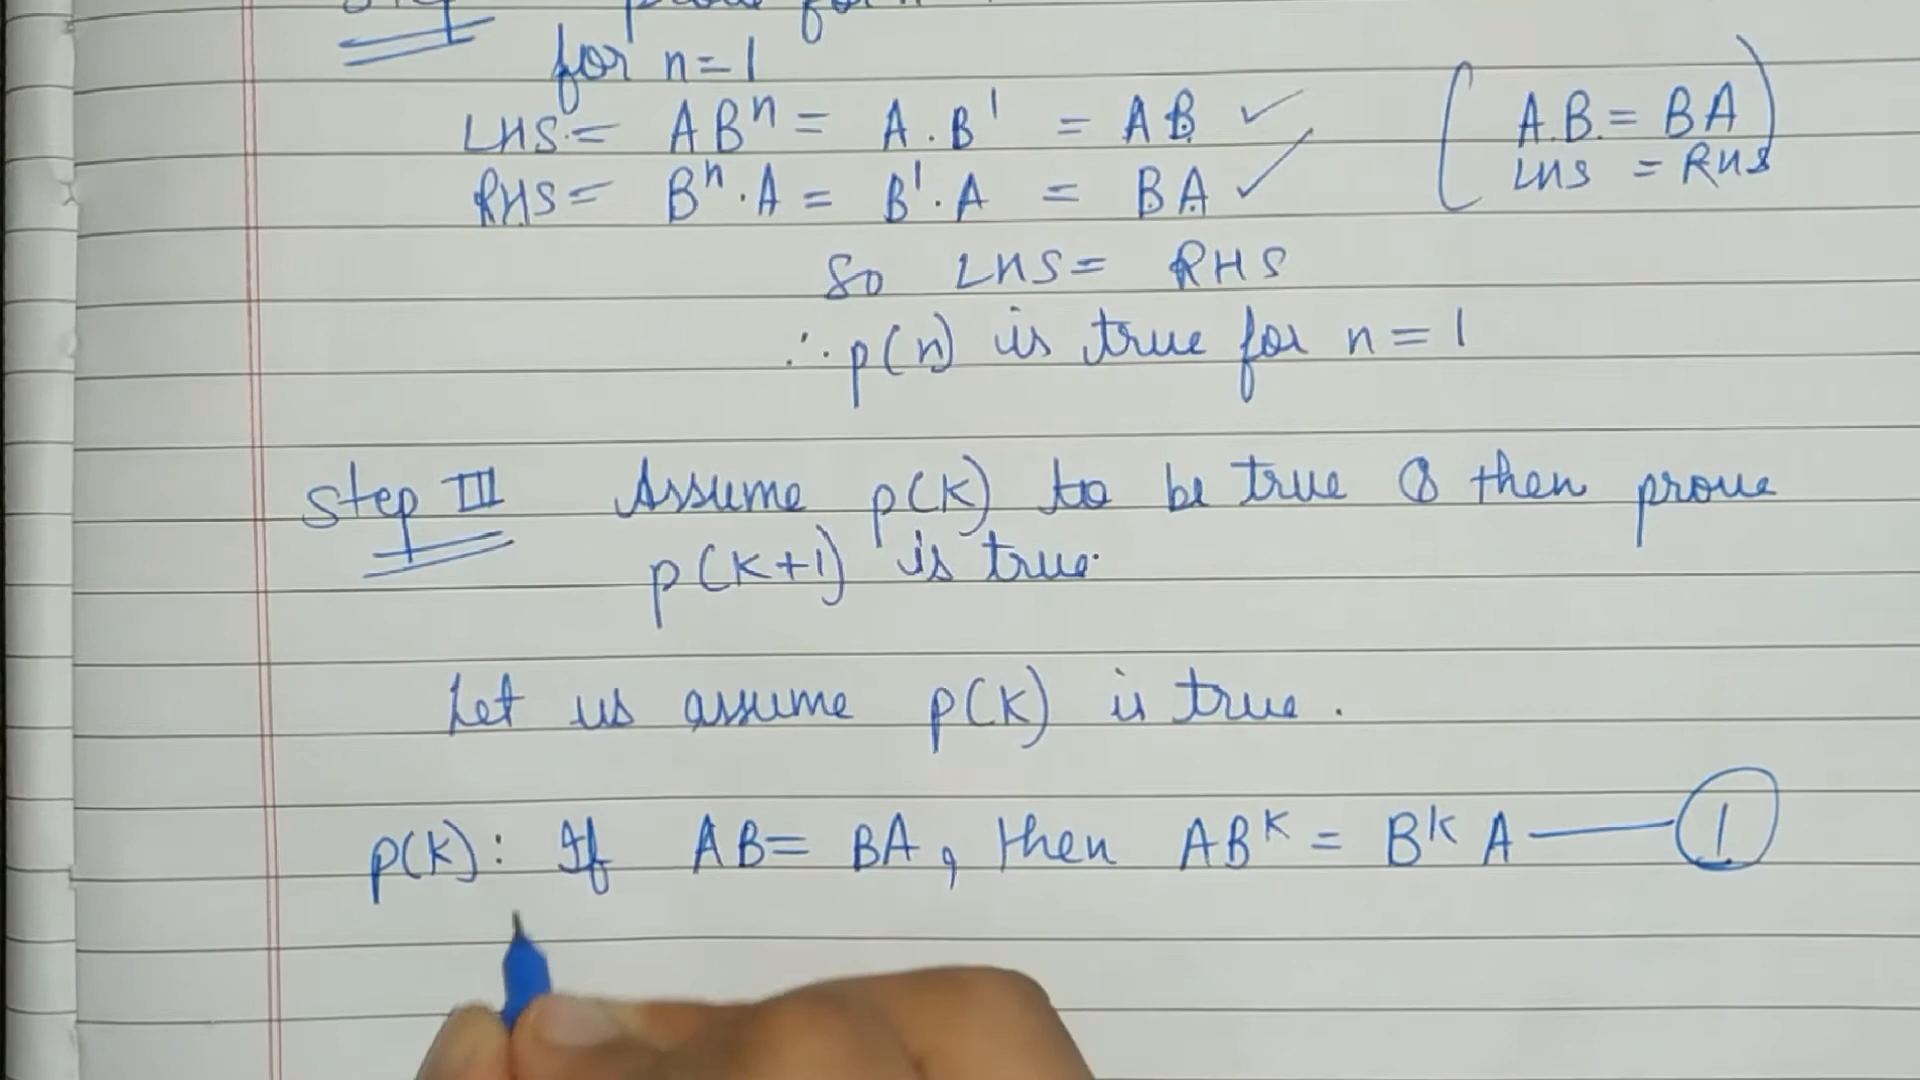 for n=1
LHS = AB^n = A . B^1 = AB ✓ ( A.B. = BA )
RHS = B^n . A = B^1 . A = BA ✓ LHS = RHS
So LHS = RHS
∴ p(n) is true for n = 1
Step III Assume p(K) to be true & then prove
p(K+1) is true.
Let us assume p(K) is true .
p(K): If AB = BA, then AB^K = B^K A —— 1